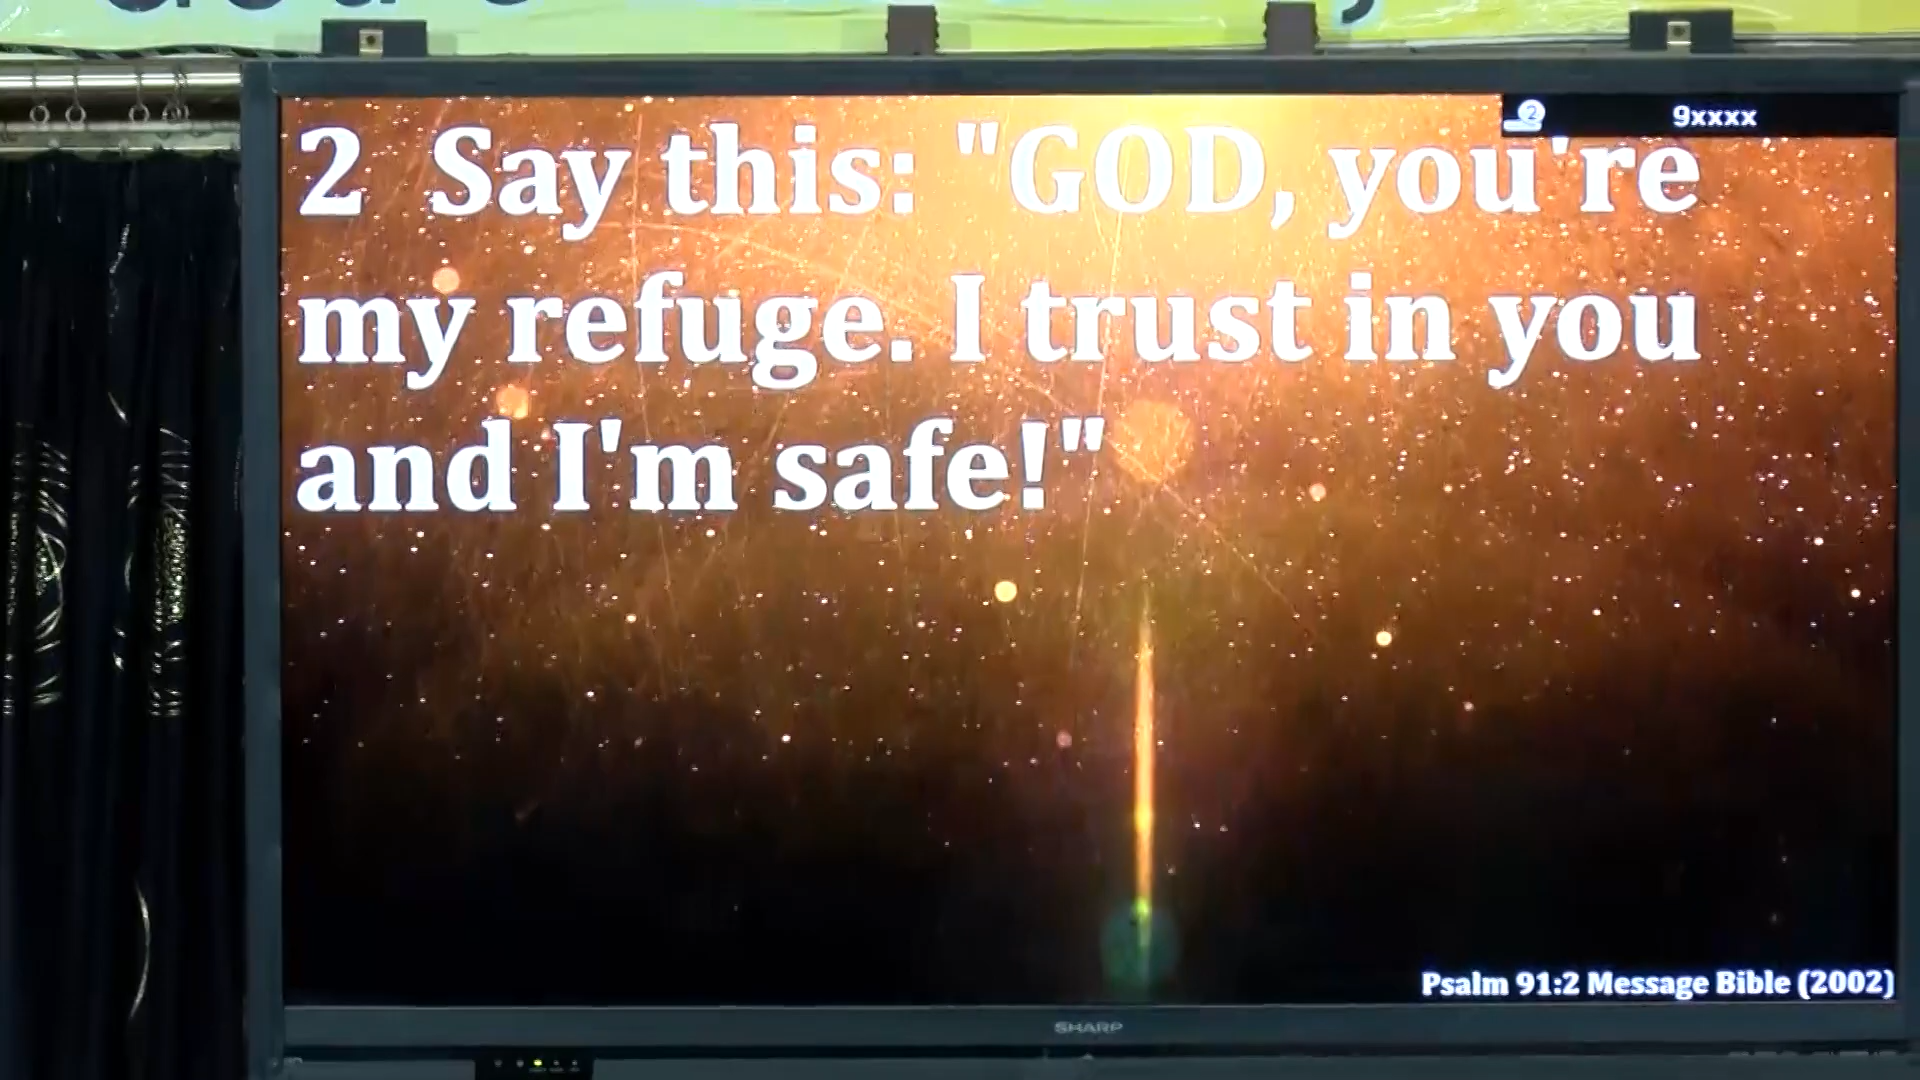 2 9xxxx
2 Say this: "GOD, you're
my refuge. I trust in you
and I'm safe!"
Psalm 91:2 Message Bible (2002)
SHARP